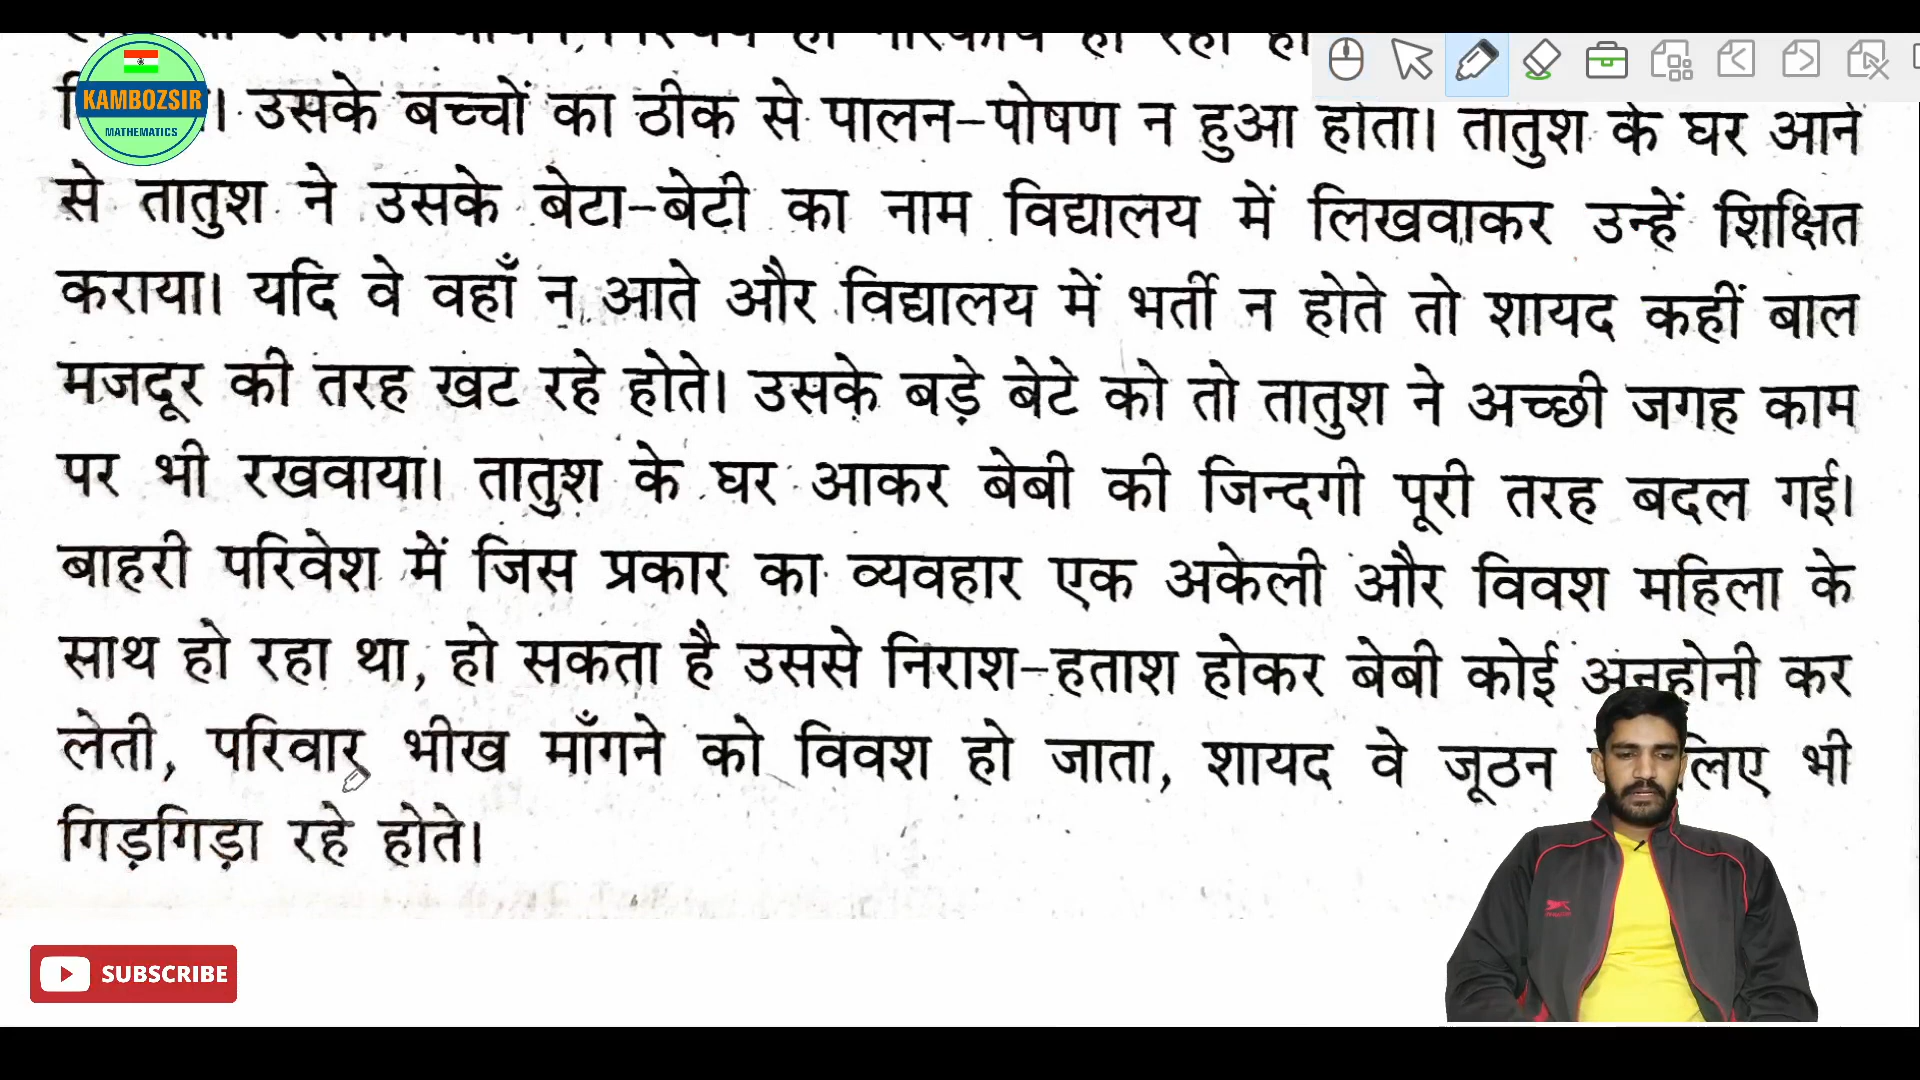 KAMBOZSIR
MATHEMATICS
उसके बच्चों का ठीक से पालन-पोषण न हुआ होता। तातुश के घर आने
से तातुश ने उसके बेटा-बेटी का नाम विद्यालय में लिखवाकर उन्हें शिक्षित
कराया। यदि वे वहाँ न आते और विद्यालय में भर्ती न होते तो शायद कहीं बाल
मजदूर की तरह खट रहे होते। उसके बड़े बेटे को तो तातुश ने अच्छी जगह काम
पर भी रखवाया। तातुश के घर आकर बेबी की जिन्दगी पूरी तरह बदल गई।
बाहरी परिवेश में जिस प्रकार का व्यवहार एक अकेली और विवश महिला के
साथ हो रहा था, हो सकता है उससे निराश-हताश होकर बेबी कोई अनहोनी कर
लेती, परिवार भीख माँगने को विवश हो जाता, शायद वे जूठन लिए भी
गिड़गिड़ा रहे होते।
SUBSCRIBE